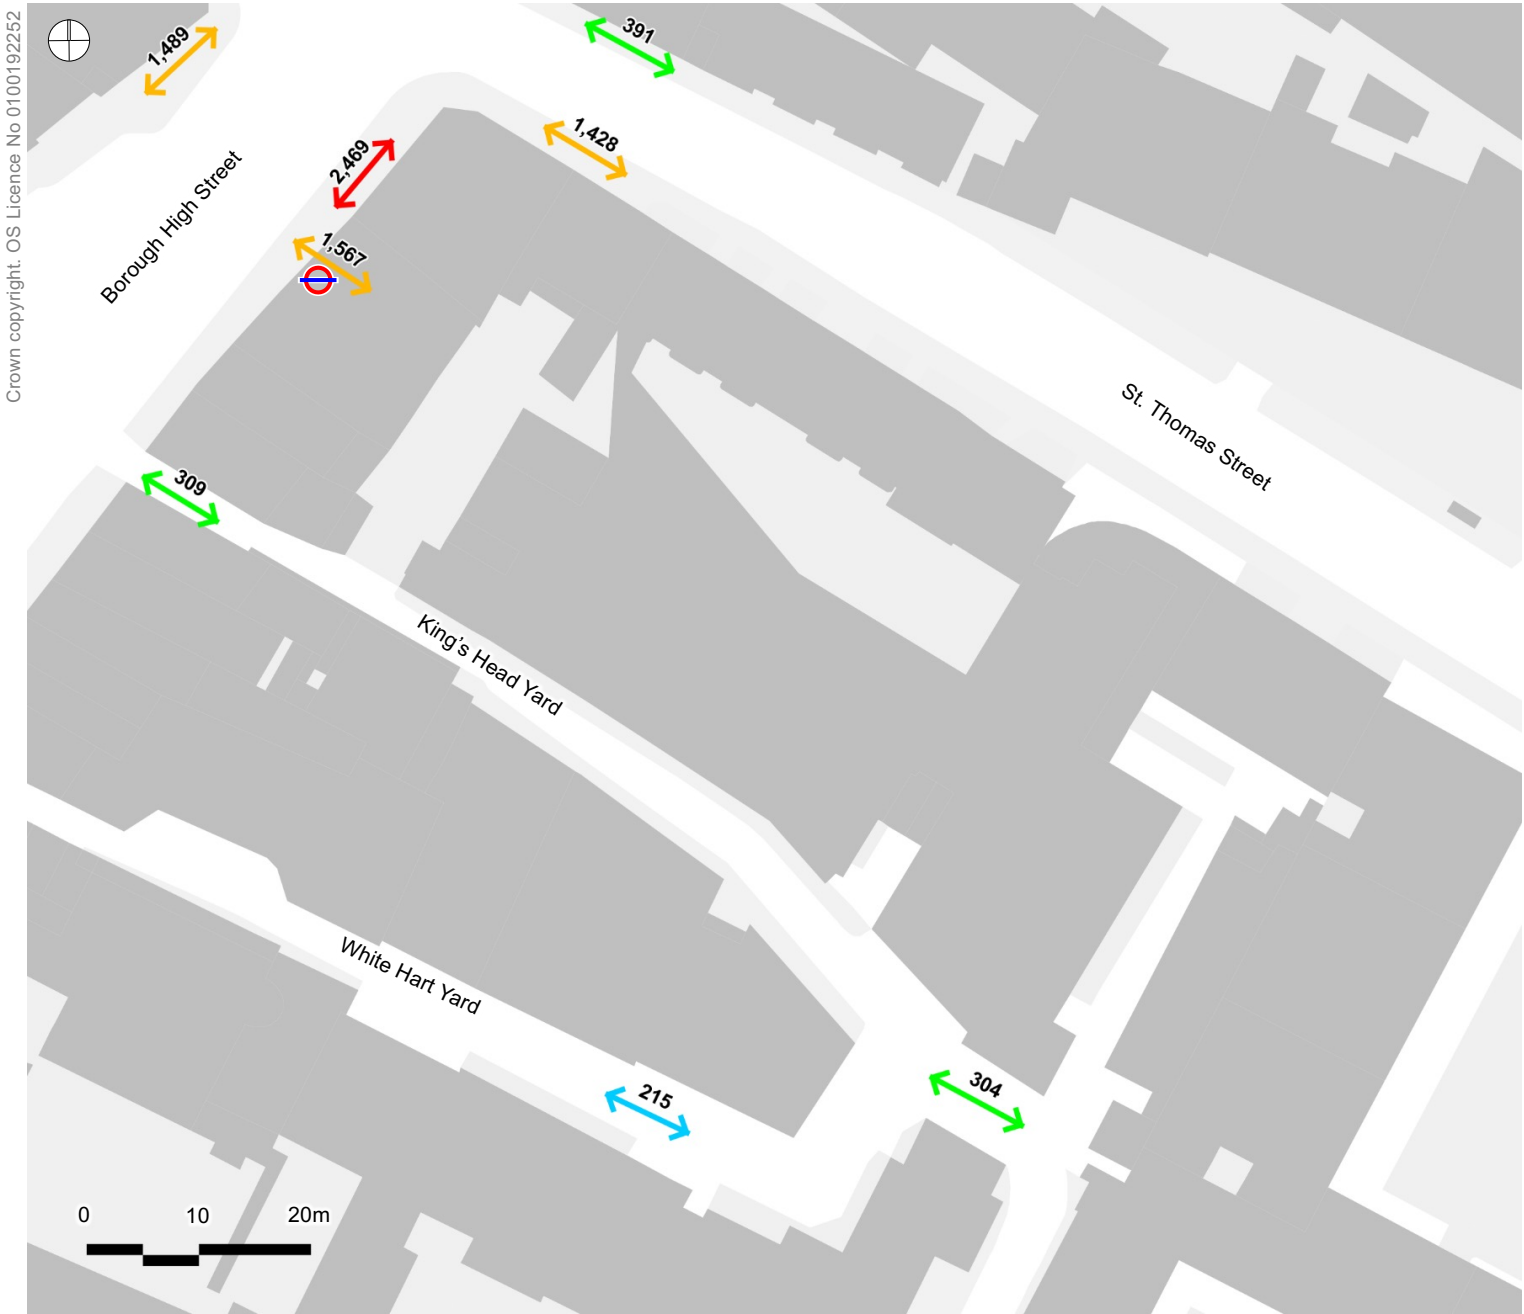 Crown copyright. OS Licence No 0100192252
1,489
391
1,428
2,469
Borough High Street
1,567
St. Thomas Street
309
King's Head Yard
White Hart Yard
215
304
0 10 20m